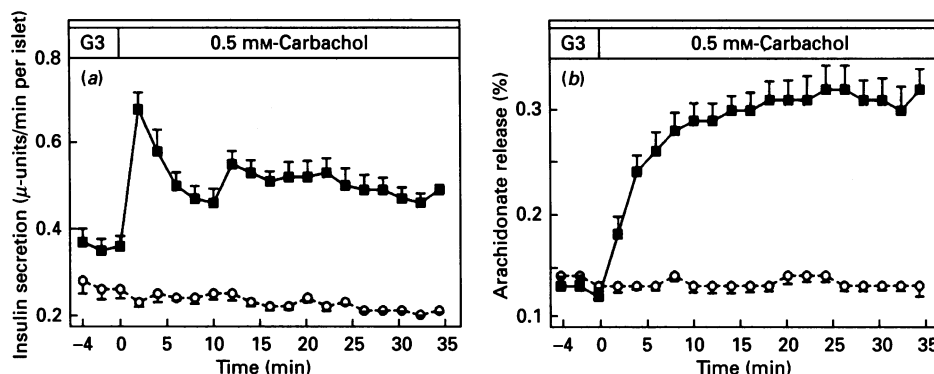 G3 0.5 mM-Carbachol
(a)
Insulin secretion (μ-units/min per islet)
0.8
0.6
0.4
0.2
−4 0 5 10 15 20 25 30 35
Time (min)
G3 0.5 mM-Carbachol
(b)
Arachidonate release (%)
0.3
0.2
0.1
−4 0 5 10 15 20 25 30 35
Time (min)